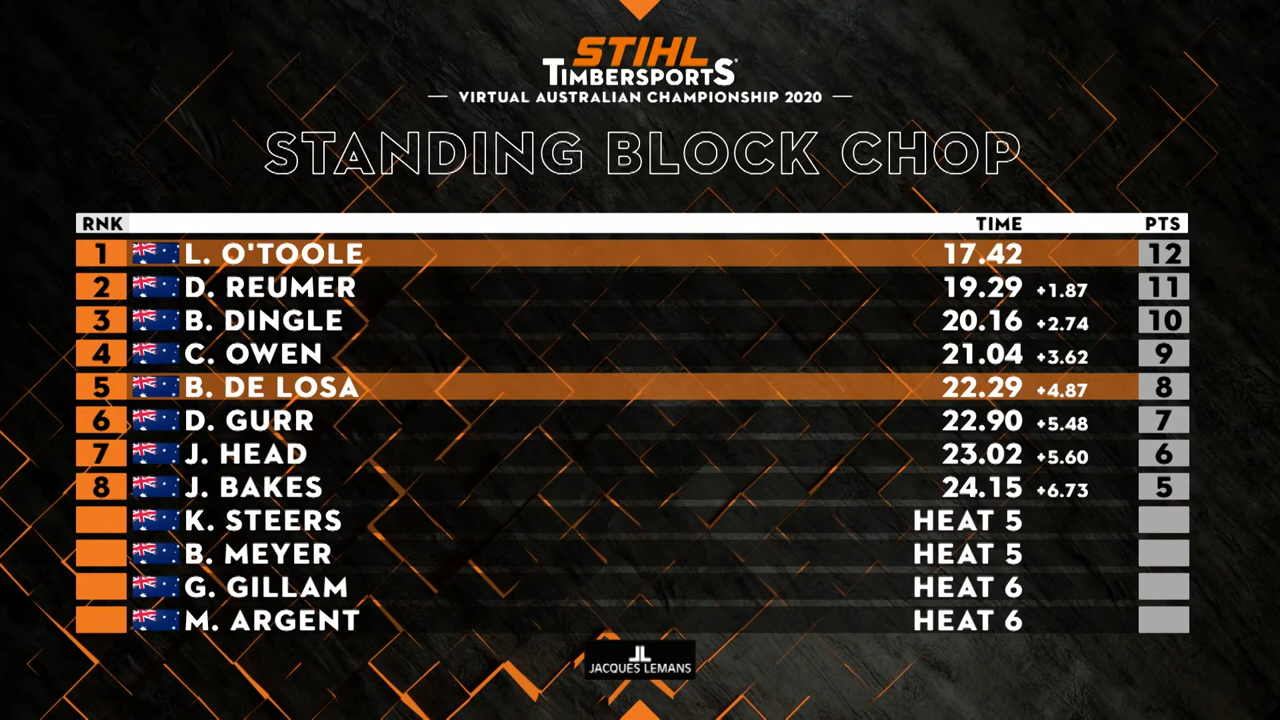 STIHL
TIMBERSPORTS®
VIRTUAL AUSTRALIAN CHAMPIONSHIP 2020
STANDING BLOCK CHOP
RNK TIME PTS
1 L. O'TOOLE 17.42 12
2 D. REUMER 19.29 +1.87 11
3 B. DINGLE 20.16 +2.74 10
4 C. OWEN 21.04 +3.62 9
5 B. DE LOSA 22.29 +4.87 8
6 D. GURR 22.90 +5.48 7
7 J. HEAD 23.02 +5.60 6
8 J. BAKES 24.15 +6.73 5
K. STEERS HEAT 5
B. MEYER HEAT 5
G. GILLAM HEAT 6
M. ARGENT HEAT 6
JL
JACQUES LEMANS